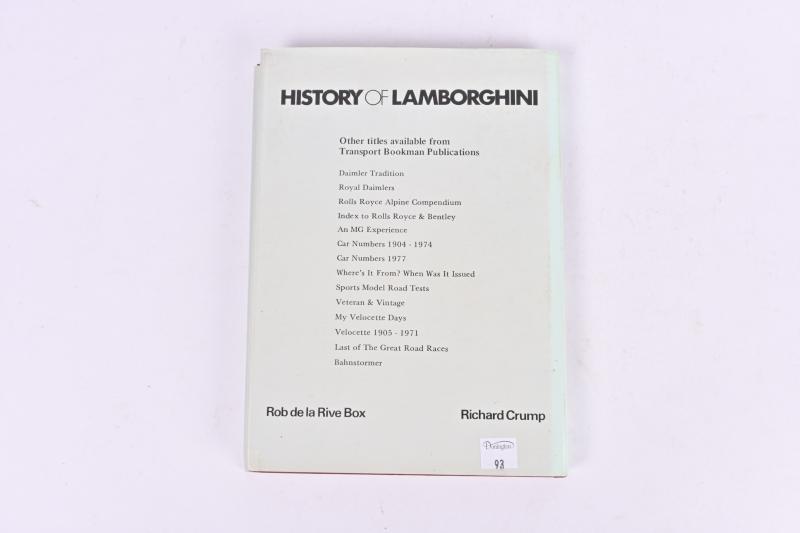 HISTORY OF LAMBORGHINI
Other titles available from
Transport Bookman Publications
Daimler Tradition
Royal Daimlers
Rolls Royce Alpine Compendium
Index to Rolls Royce & Bentley
An MG Experience
Car Numbers 1904 - 1974
Car Numbers 1977
Where's It From? When Was It Issued
Sports Model Road Tests
Veteran & Vintage
My Velocette Days
Velocette 1905 - 1971
Last of The Great Road Races
Bahnstormer
Rob de la Rive Box
Richard Crump
Donington
93